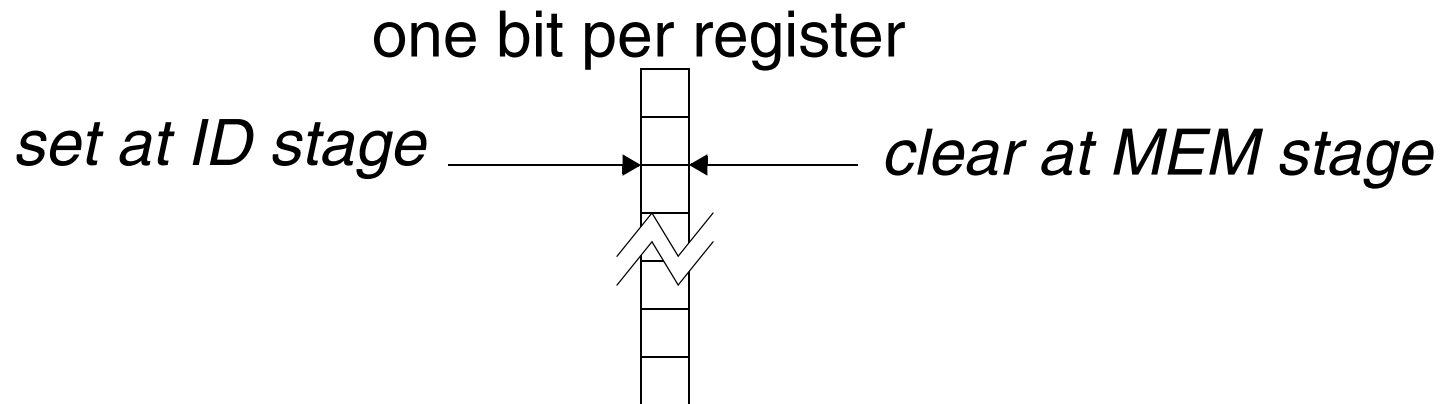 one bit per register
set at ID stage
clear at MEM stage